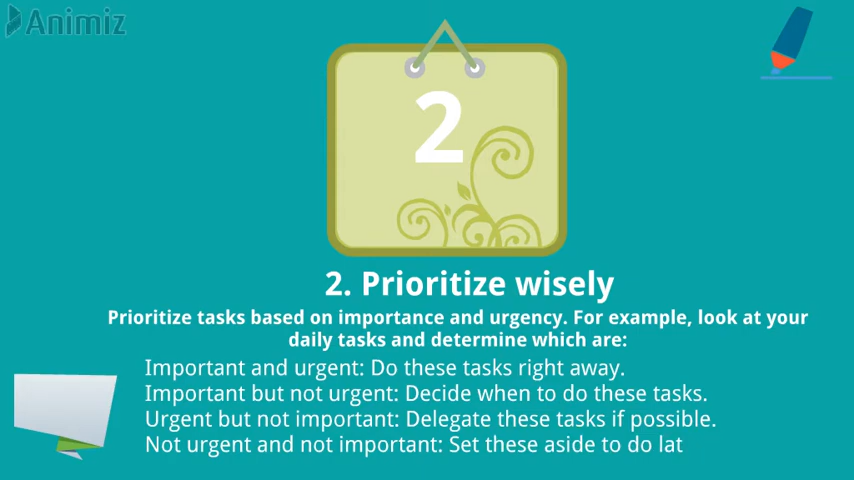 Animiz
2
2. Prioritize wisely
Prioritize tasks based on importance and urgency. For example, look at your
daily tasks and determine which are:
Important and urgent: Do these tasks right away.
Important but not urgent: Decide when to do these tasks.
Urgent but not important: Delegate these tasks if possible.
Not urgent and not important: Set these aside to do lat